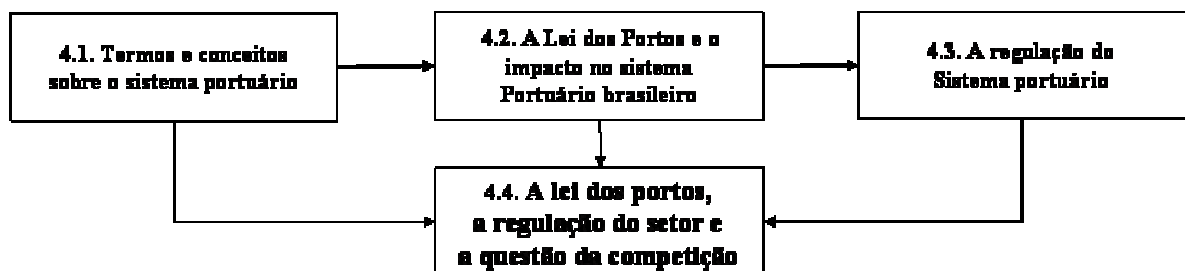 4.1. Termos e conceitos
sobre o sistema portuário
4.2. A Lei dos Portos e o
impacto no sistema
Portuário brasileiro
4.3. A regulação do
Sistema portuário
4.4. A lei dos portos,
a regulação do setor e
a questão da competição